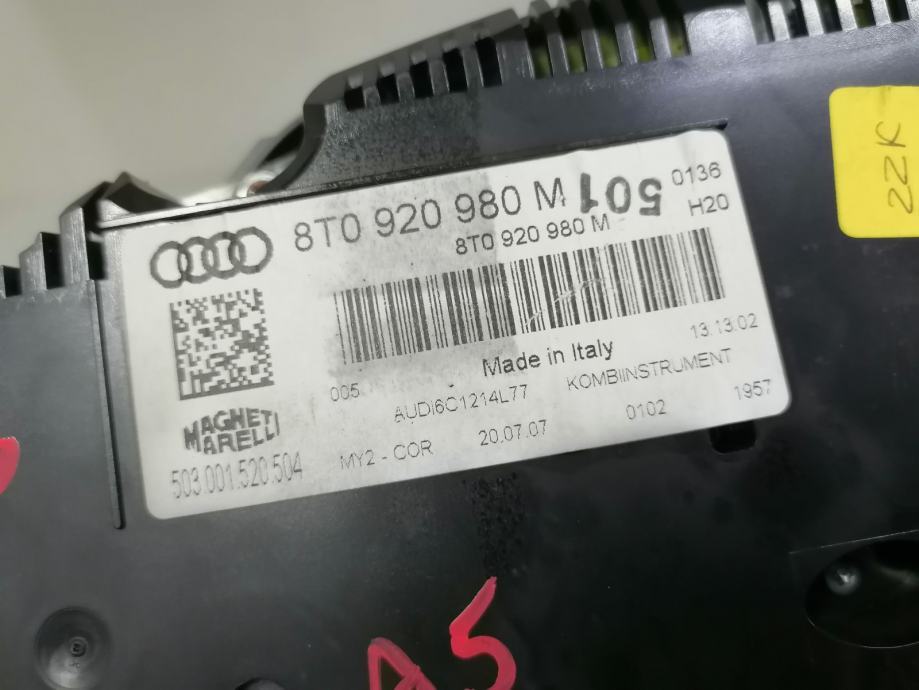 8T0 920 980 M 501 0136
8T0 920 980 M H20
13.13.02
Made in Italy
005
AUDI6C1214L77 KOMBIINSTRUMENT
MAGNETI
MARELLI
503.001.520.504
MY2 - COR 20.07.07 0102 1957
22K
A5